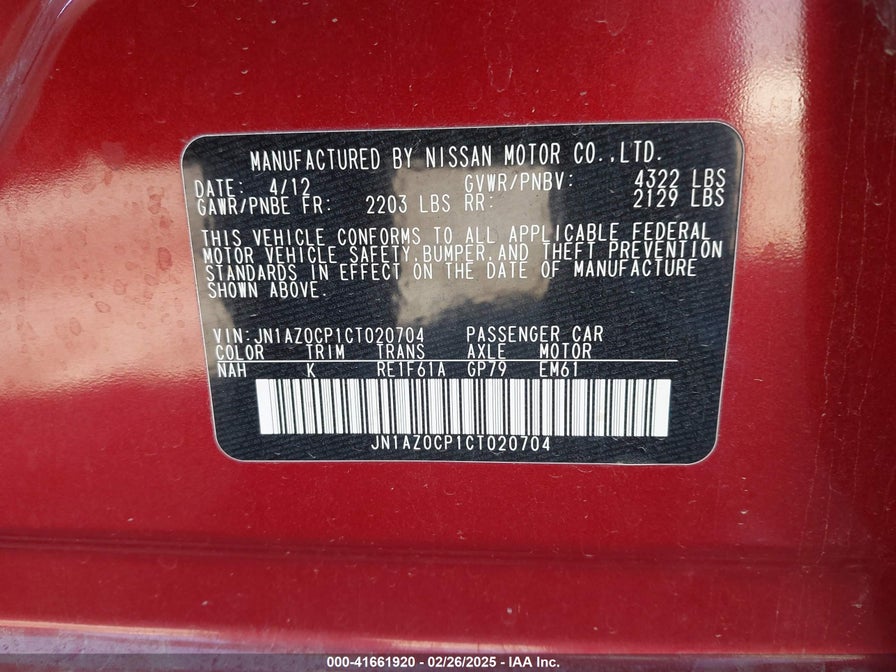 MANUFACTURED BY NISSAN MOTOR CO.,LTD.
DATE: 4/12 GVWR/PNBV: 4322 LBS
GAWR/PNBE FR: 2203 LBS RR: 2129 LBS
THIS VEHICLE CONFORMS TO ALL APPLICABLE FEDERAL
MOTOR VEHICLE SAFETY,BUMPER,AND THEFT PREVENTION
STANDARDS IN EFFECT ON THE DATE OF MANUFACTURE
SHOWN ABOVE.
VIN:JN1AZ0CP1CT020704 PASSENGER CAR
COLOR TRIM TRANS AXLE MOTOR
NAH K RE1F61A GP79 EM61
JN1AZ0CP1CT020704
000-41661920 - 02/26/2025 - IAA Inc.